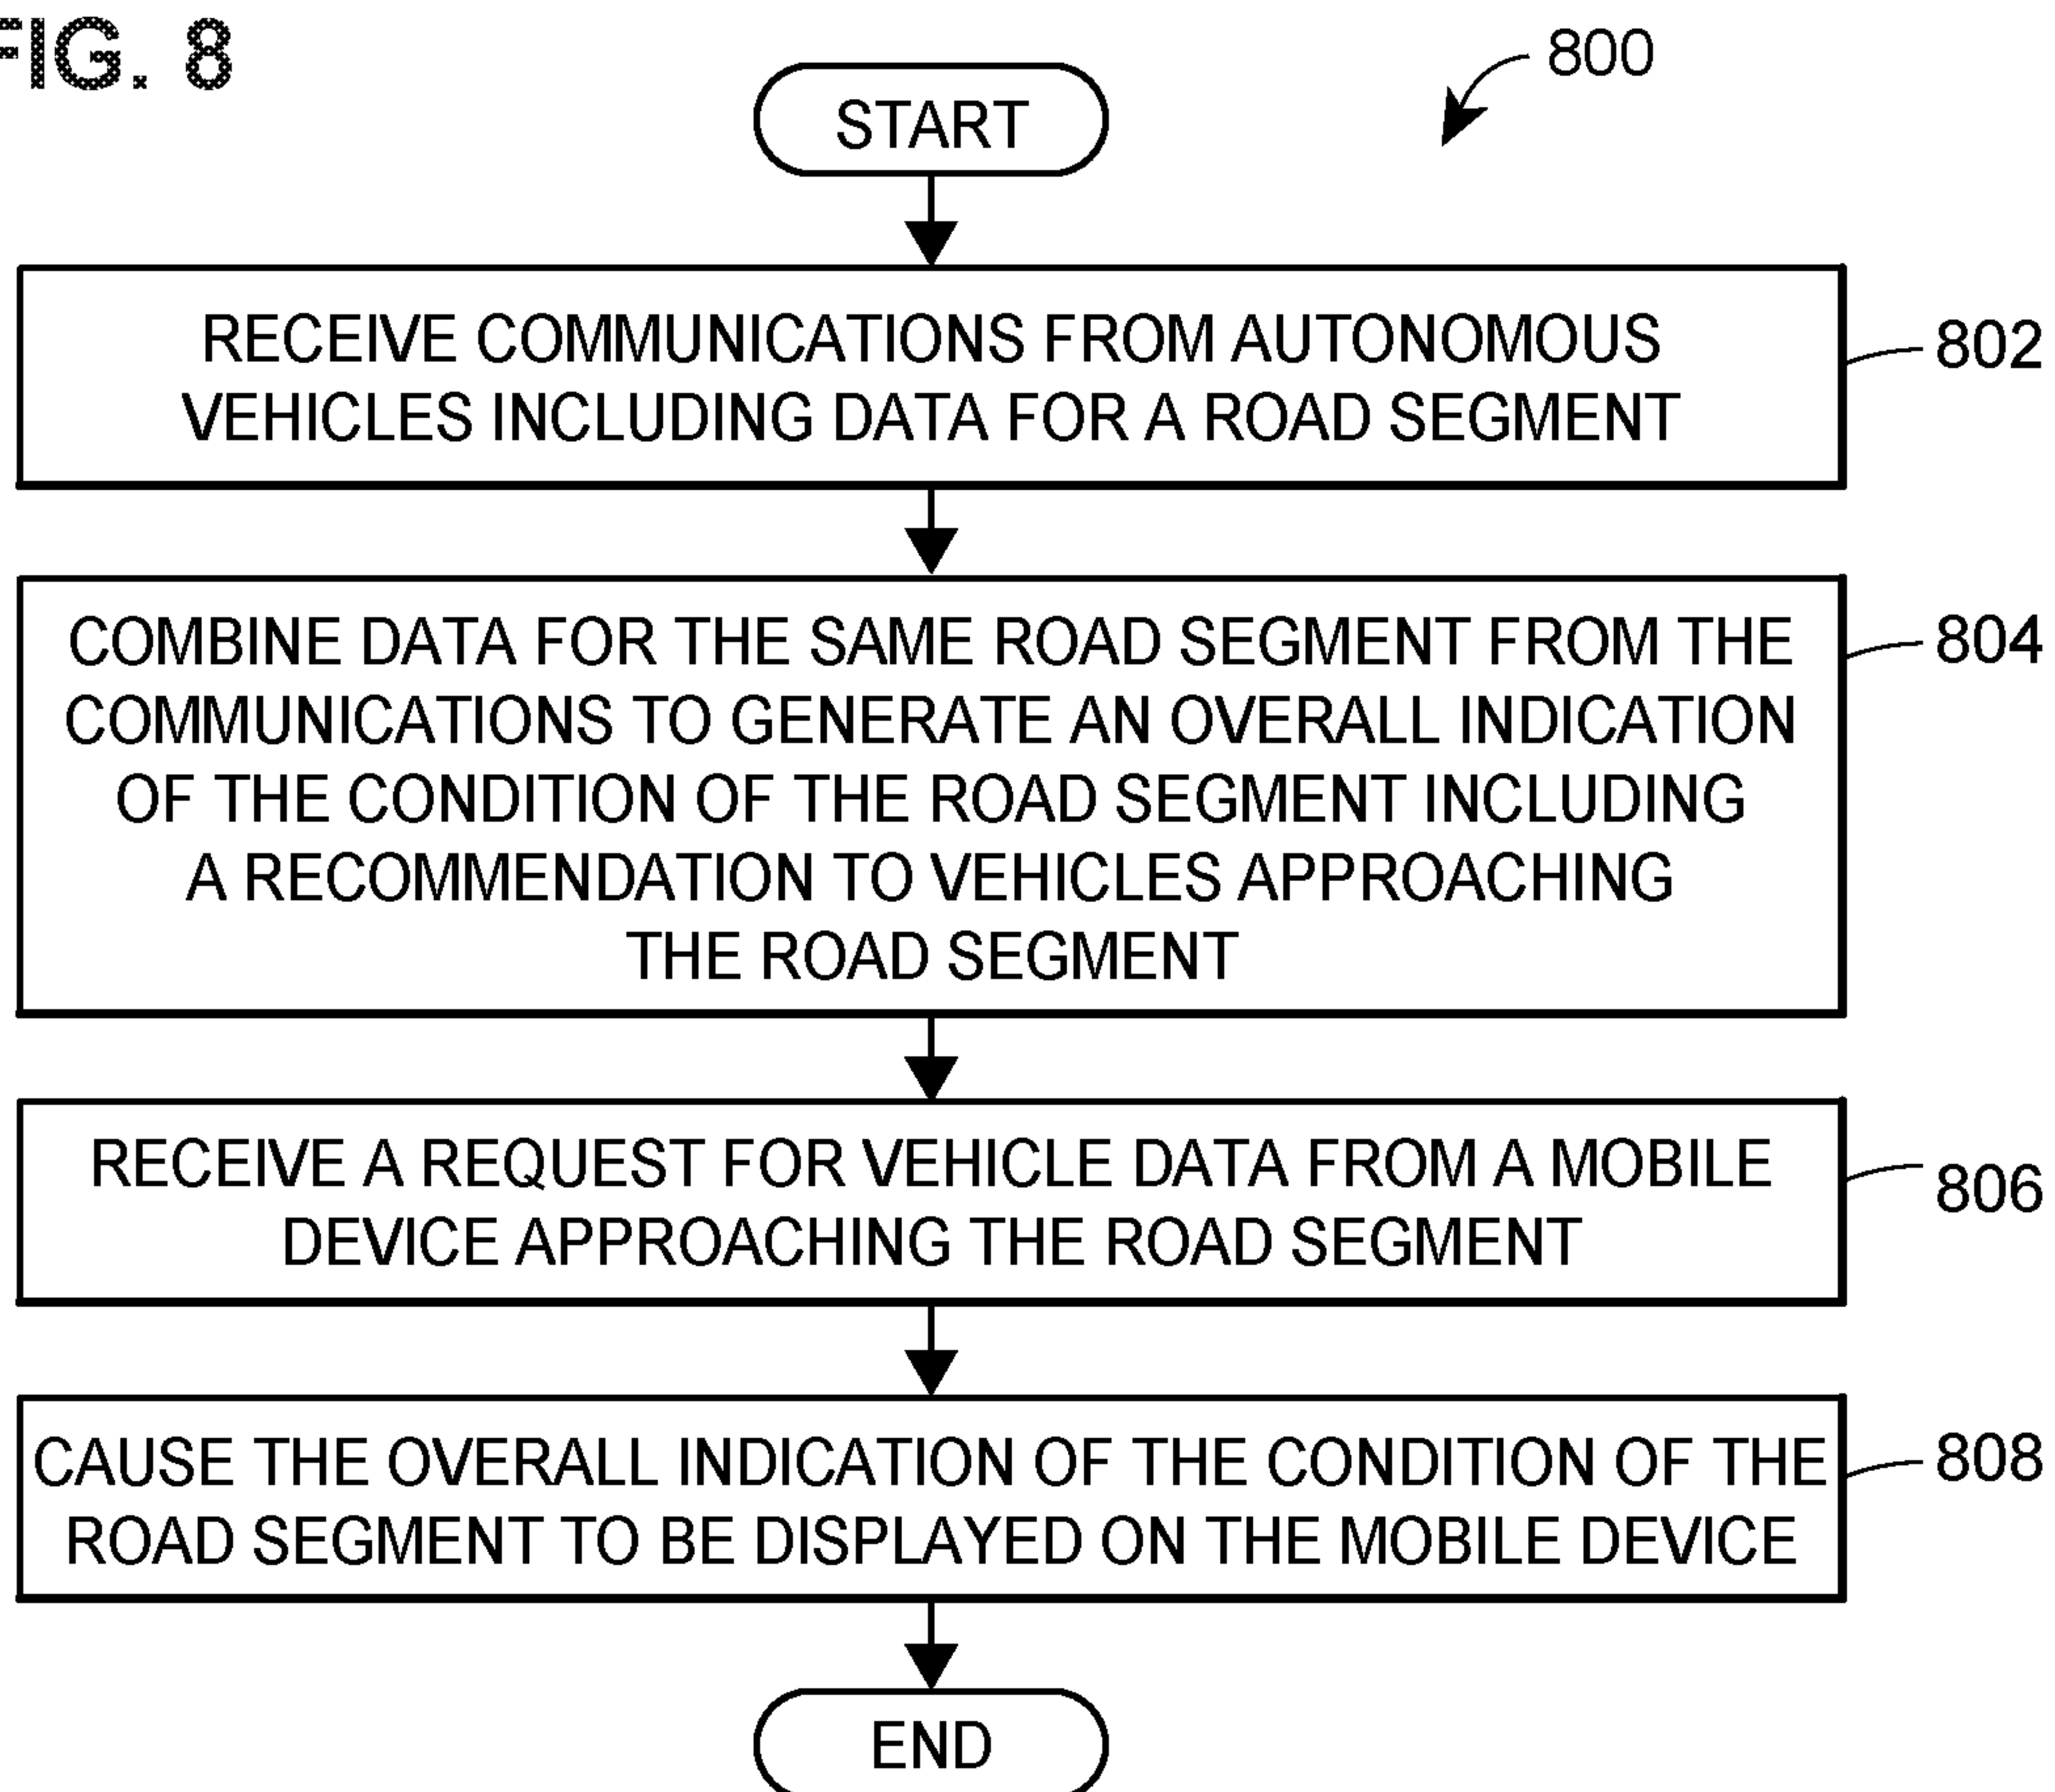 FIG. 8
800
START
RECEIVE COMMUNICATIONS FROM AUTONOMOUS
VEHICLES INCLUDING DATA FOR A ROAD SEGMENT
802
COMBINE DATA FOR THE SAME ROAD SEGMENT FROM THE
COMMUNICATIONS TO GENERATE AN OVERALL INDICATION
OF THE CONDITION OF THE ROAD SEGMENT INCLUDING
A RECOMMENDATION TO VEHICLES APPROACHING
THE ROAD SEGMENT
804
RECEIVE A REQUEST FOR VEHICLE DATA FROM A MOBILE
DEVICE APPROACHING THE ROAD SEGMENT
806
CAUSE THE OVERALL INDICATION OF THE CONDITION OF THE
ROAD SEGMENT TO BE DISPLAYED ON THE MOBILE DEVICE
808
END